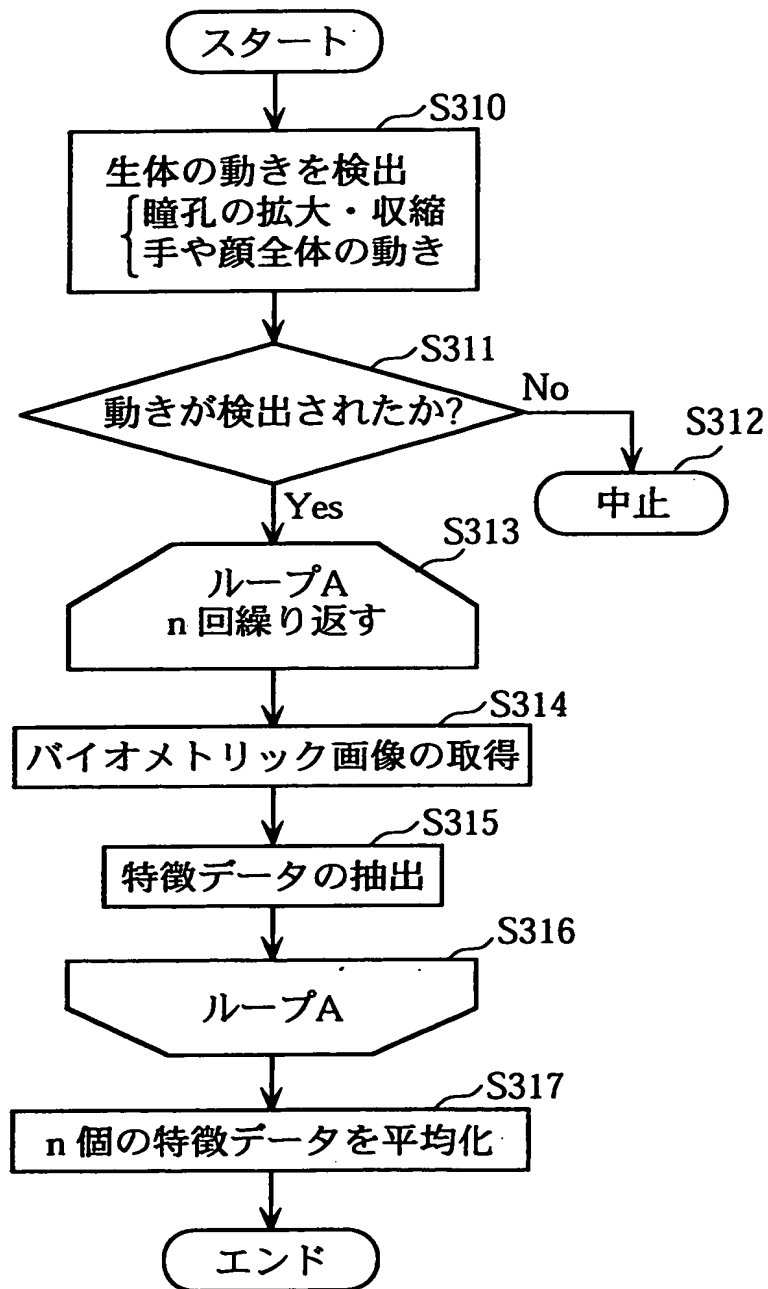 スタート
S310
生体の動きを検出
瞳孔の拡大・収縮
手や顔全体の動き
S311
動きが検出されたか?
No
S312
中止
Yes
S313
ループA
n回繰り返す
S314
バイオメトリック画像の取得
S315
特徴データの抽出
S316
ループA
S317
n個の特徴データを平均化
エンド